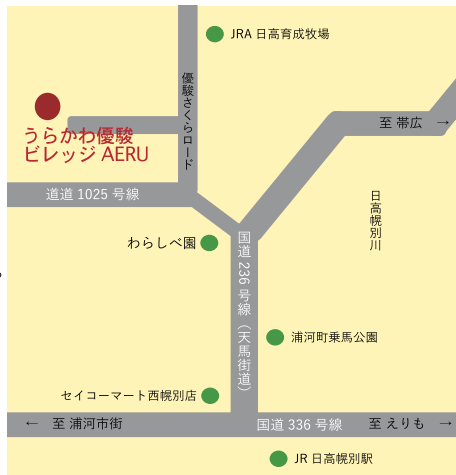 JRA 日高育成牧場
優駿さくらロード
うらかわ優駿
ビレッジ AERU
至 帯広 →
道道 1025 号線
日高幌別川
わらしべ園
国道 236 号線（天馬街道）
浦河町乗馬公園
セイコーマート西幌別店
← 至 浦河市街
国道 336 号線
至 えりも →
JR 日高幌別駅